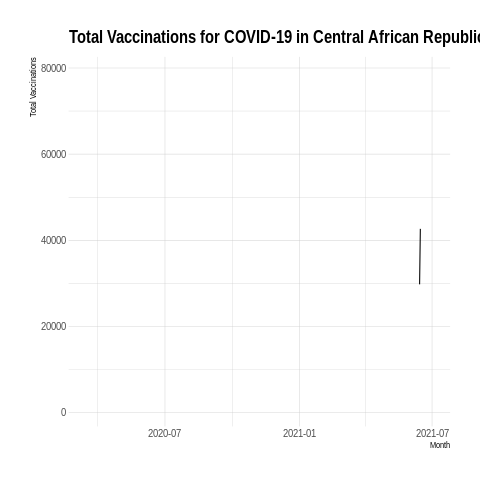 Total Vaccinations for COVID-19 in Central African Republic
Total Vaccinations
80000
60000
40000
20000
0
2020-07
2021-01
2021-07
Month